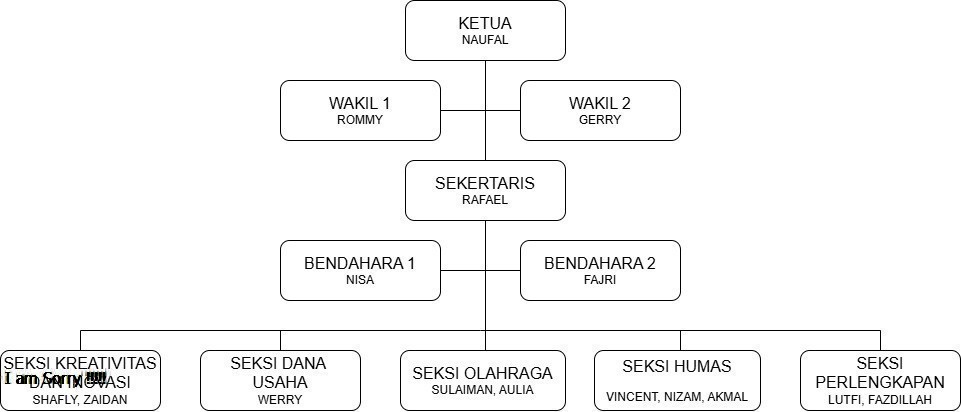 KETUA
NAUFAL
WAKIL 1
ROMMY
WAKIL 2
GERRY
SEKERTARIS
RAFAEL
BENDAHARA 1
NISA
BENDAHARA 2
FAJRI
SEKSI KREATIVITAS
DAN INOVASI
I am Sorry !!!!!
SHAFLY, ZAIDAN
SEKSI DANA
USAHA
WERRY
SEKSI OLAHRAGA
SULAIMAN, AULIA
SEKSI HUMAS
VINCENT, NIZAM, AKMAL
SEKSI
PERLENGKAPAN
LUTFI, FAZDILLAH